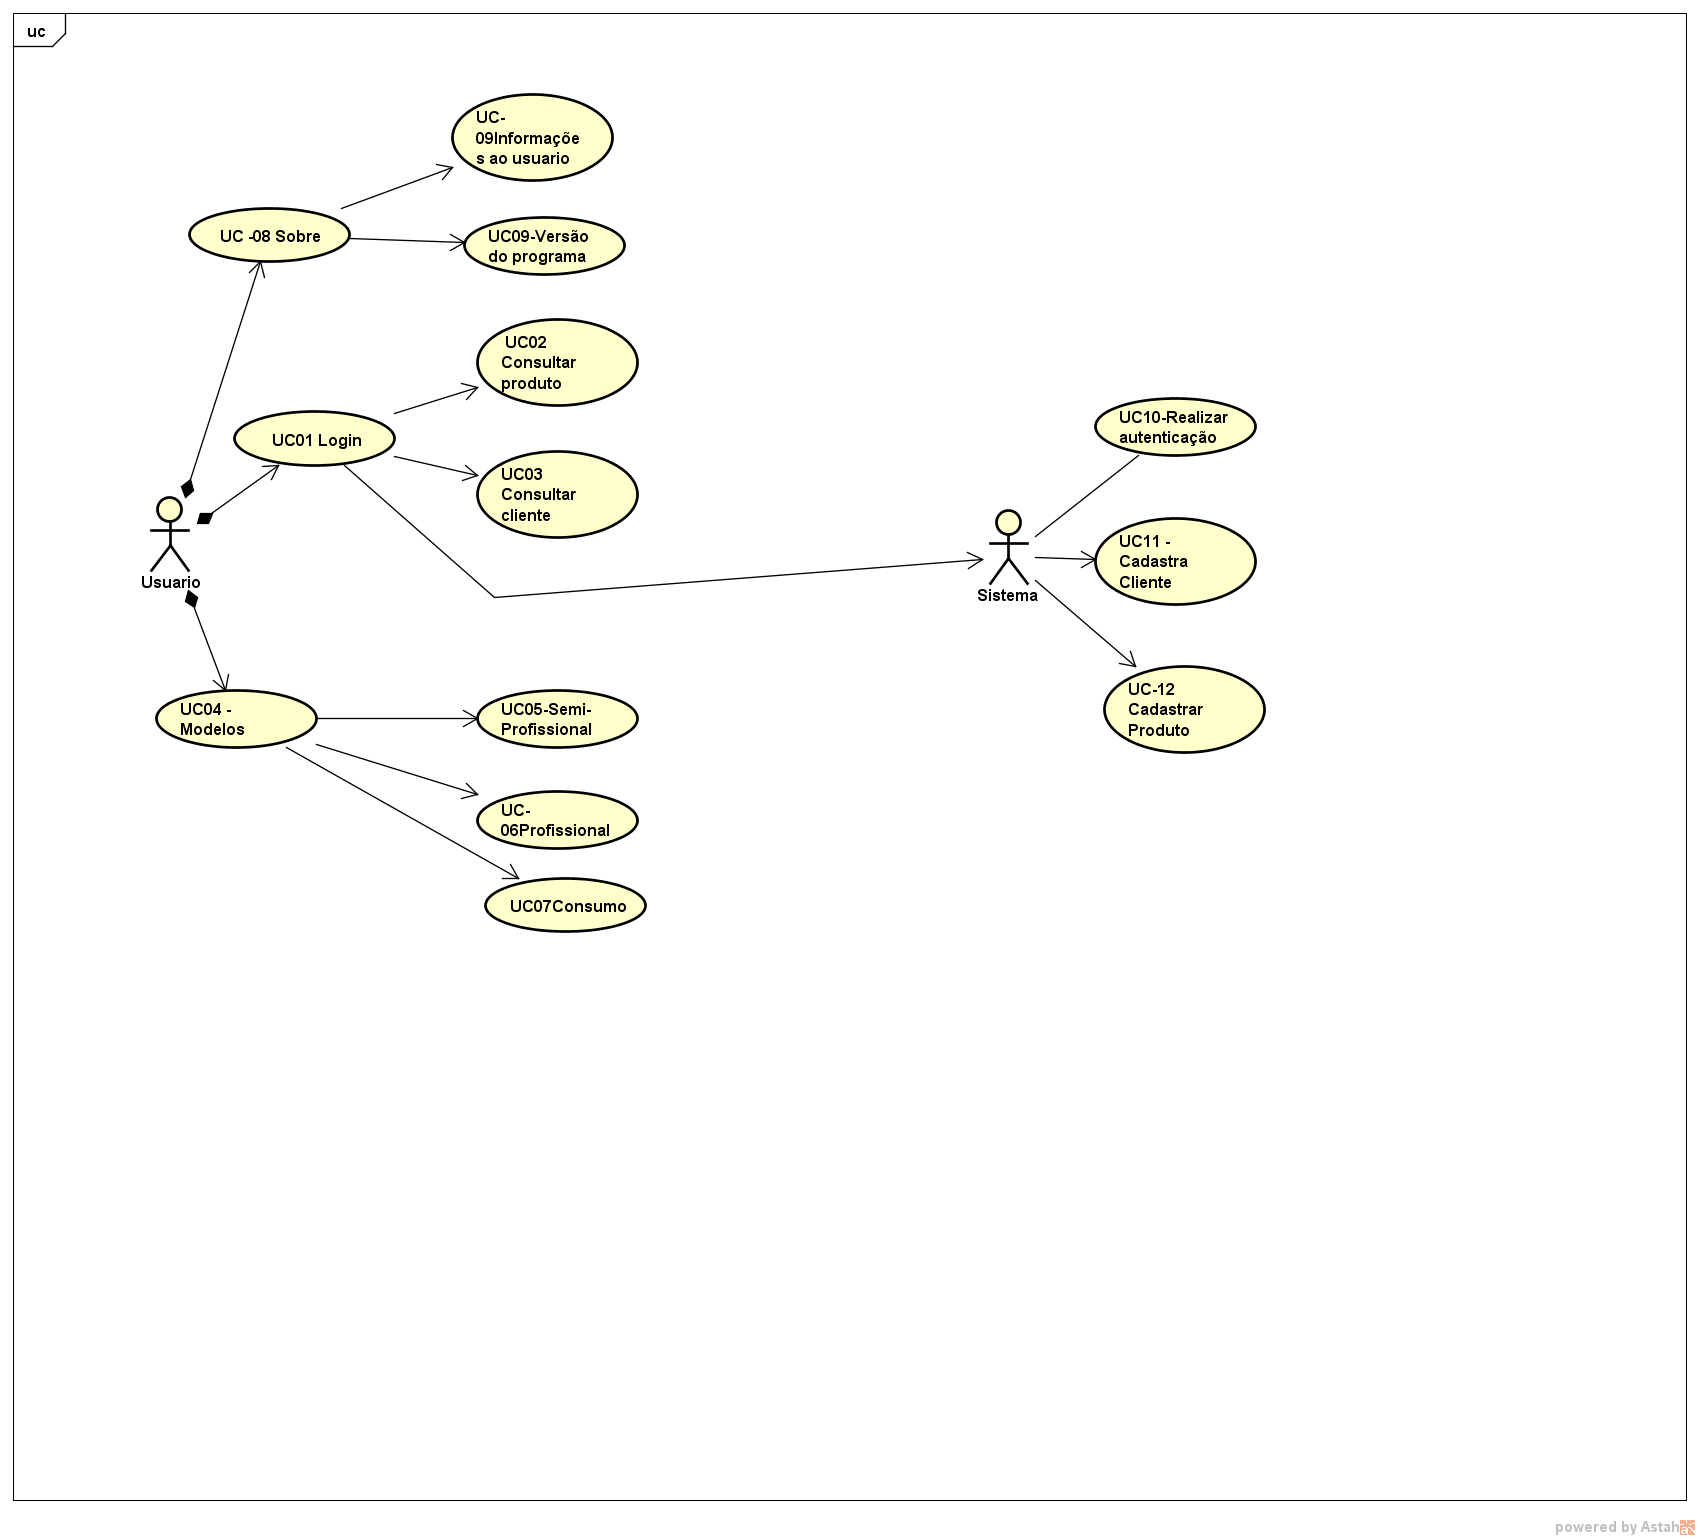 uc
UC-
09Informaçõe
s ao usuario
UC -08 Sobre
UC09-Versão
do programa
UC02
Consultar
produto
UC01 Login
UC03
Consultar
cliente
Usuario
UC10-Realizar
autenticação
UC11 -
Cadastra
Cliente
Sistema
UC-12
Cadastrar
Produto
UC04 -
Modelos
UC05-Semi-
Profissional
UC-
06Profissional
UC07Consumo
powered by Astah